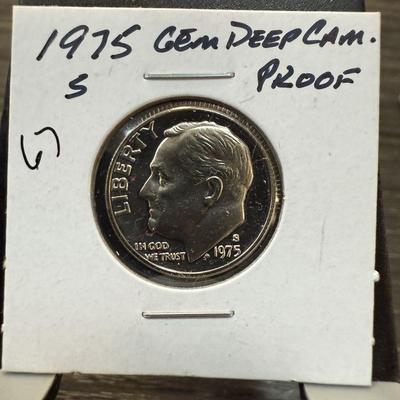 1975 GEM DEEP CAM.
S PROOF
LIBERTY
IN GOD
WE TRUST
S
1975